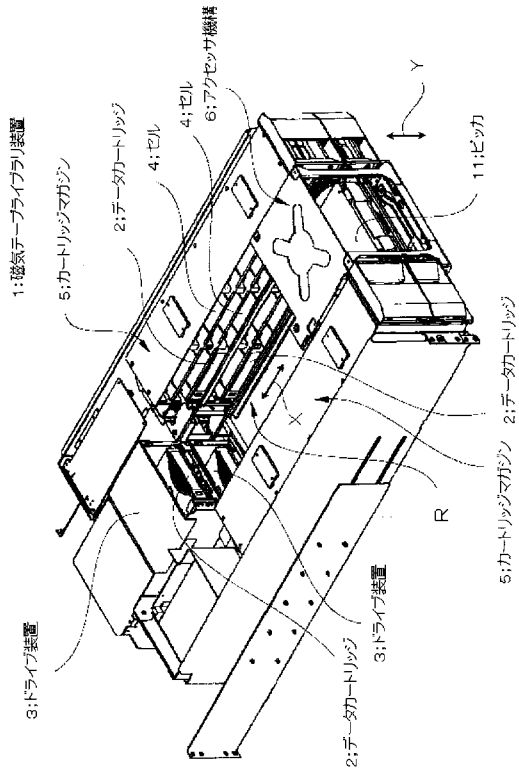 1;磁気テープライブラリ装置
5;カートリッジマガジン
2;データカートリッジ
4;セル
4;セル
6;アクセッサ機構
Y
11;ピッカ
3;ドライブ装置
X
R
2;データカートリッジ
3;ドライブ装置
2;データカートリッジ
5;カートリッジマガジン